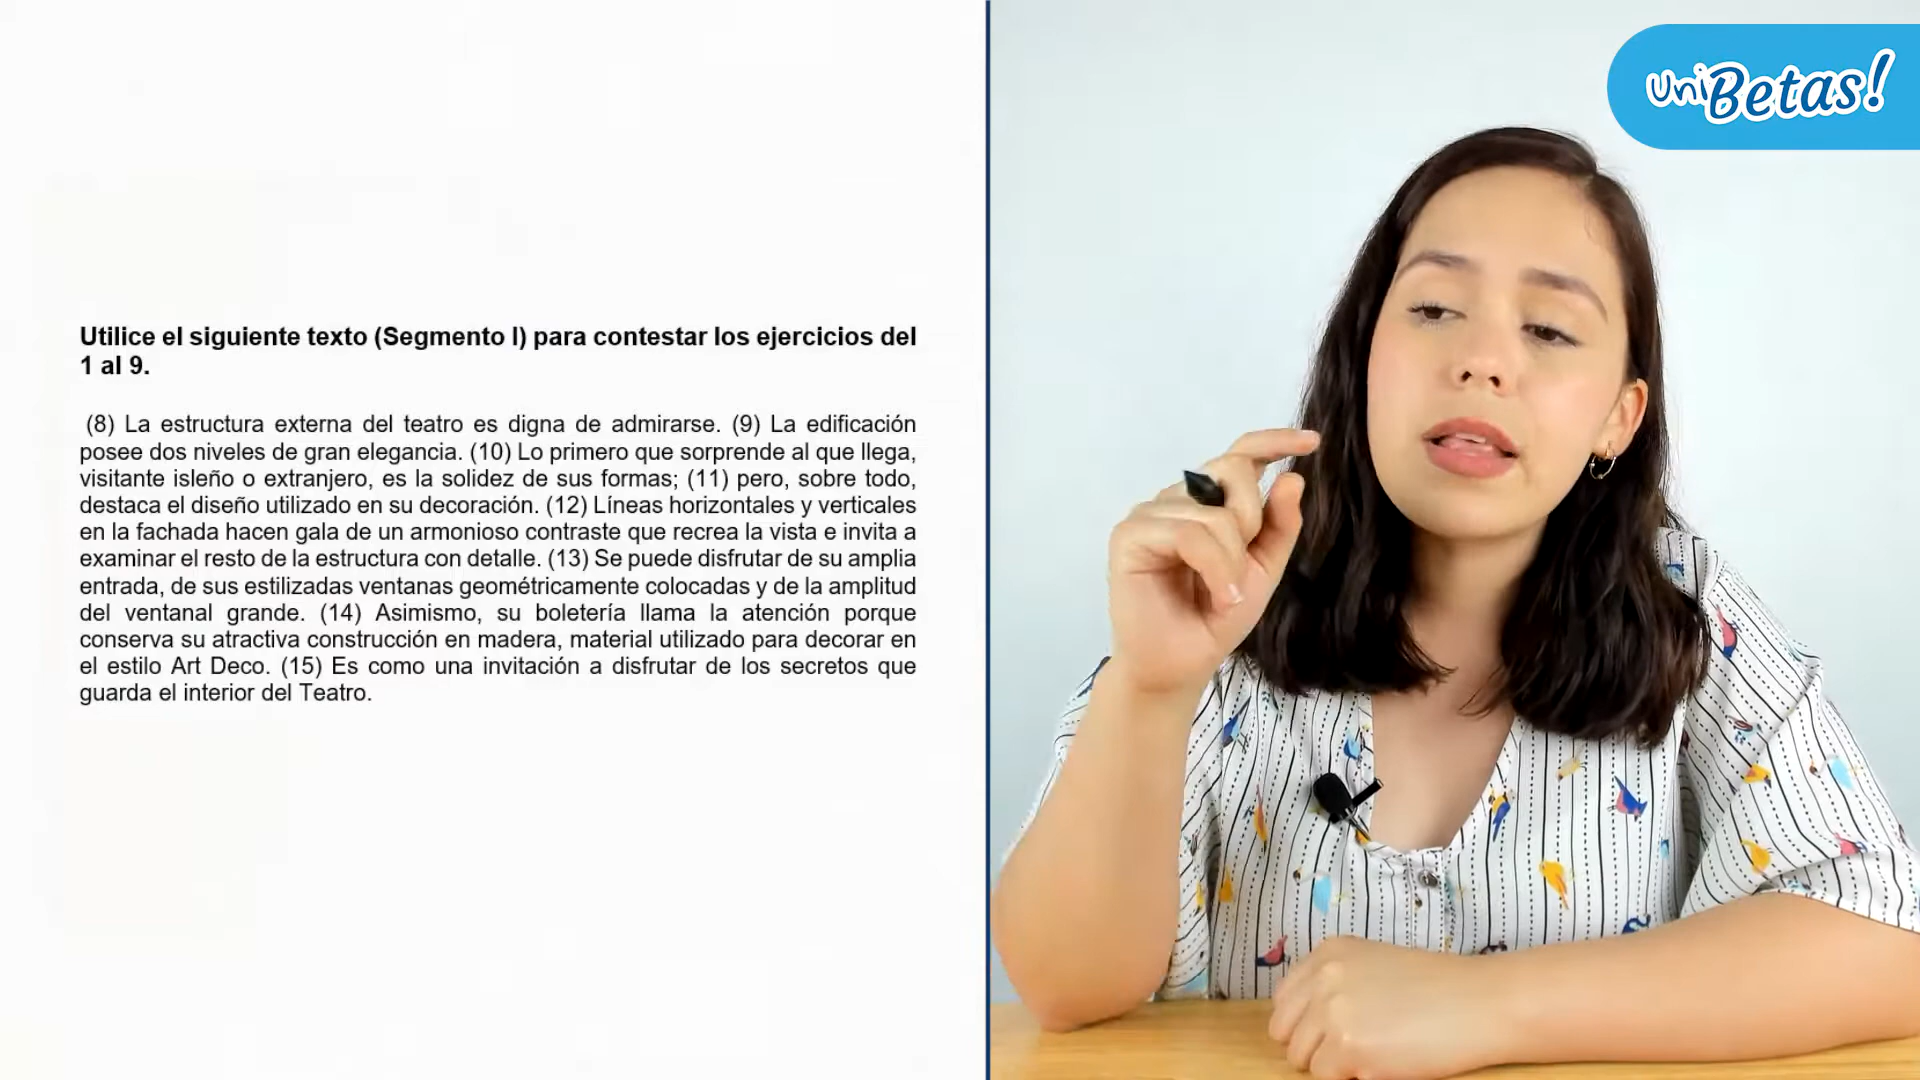 uniBetas!
Utilice el siguiente texto (Segmento I) para contestar los ejercicios del
1 al 9.
(8) La estructura externa del teatro es digna de admirarse. (9) La edificación
posee dos niveles de gran elegancia. (10) Lo primero que sorprende al que llega,
visitante isleño o extranjero, es la solidez de sus formas; (11) pero, sobre todo,
destaca el diseño utilizado en su decoración. (12) Líneas horizontales y verticales
en la fachada hacen gala de un armonioso contraste que recrea la vista e invita a
examinar el resto de la estructura con detalle. (13) Se puede disfrutar de su amplia
entrada, de sus estilizadas ventanas geométricamente colocadas y de la amplitud
del ventanal grande. (14) Asimismo, su boletería llama la atención porque
conserva su atractiva construcción en madera, material utilizado para decorar en
el estilo Art Deco. (15) Es como una invitación a disfrutar de los secretos que
guarda el interior del Teatro.